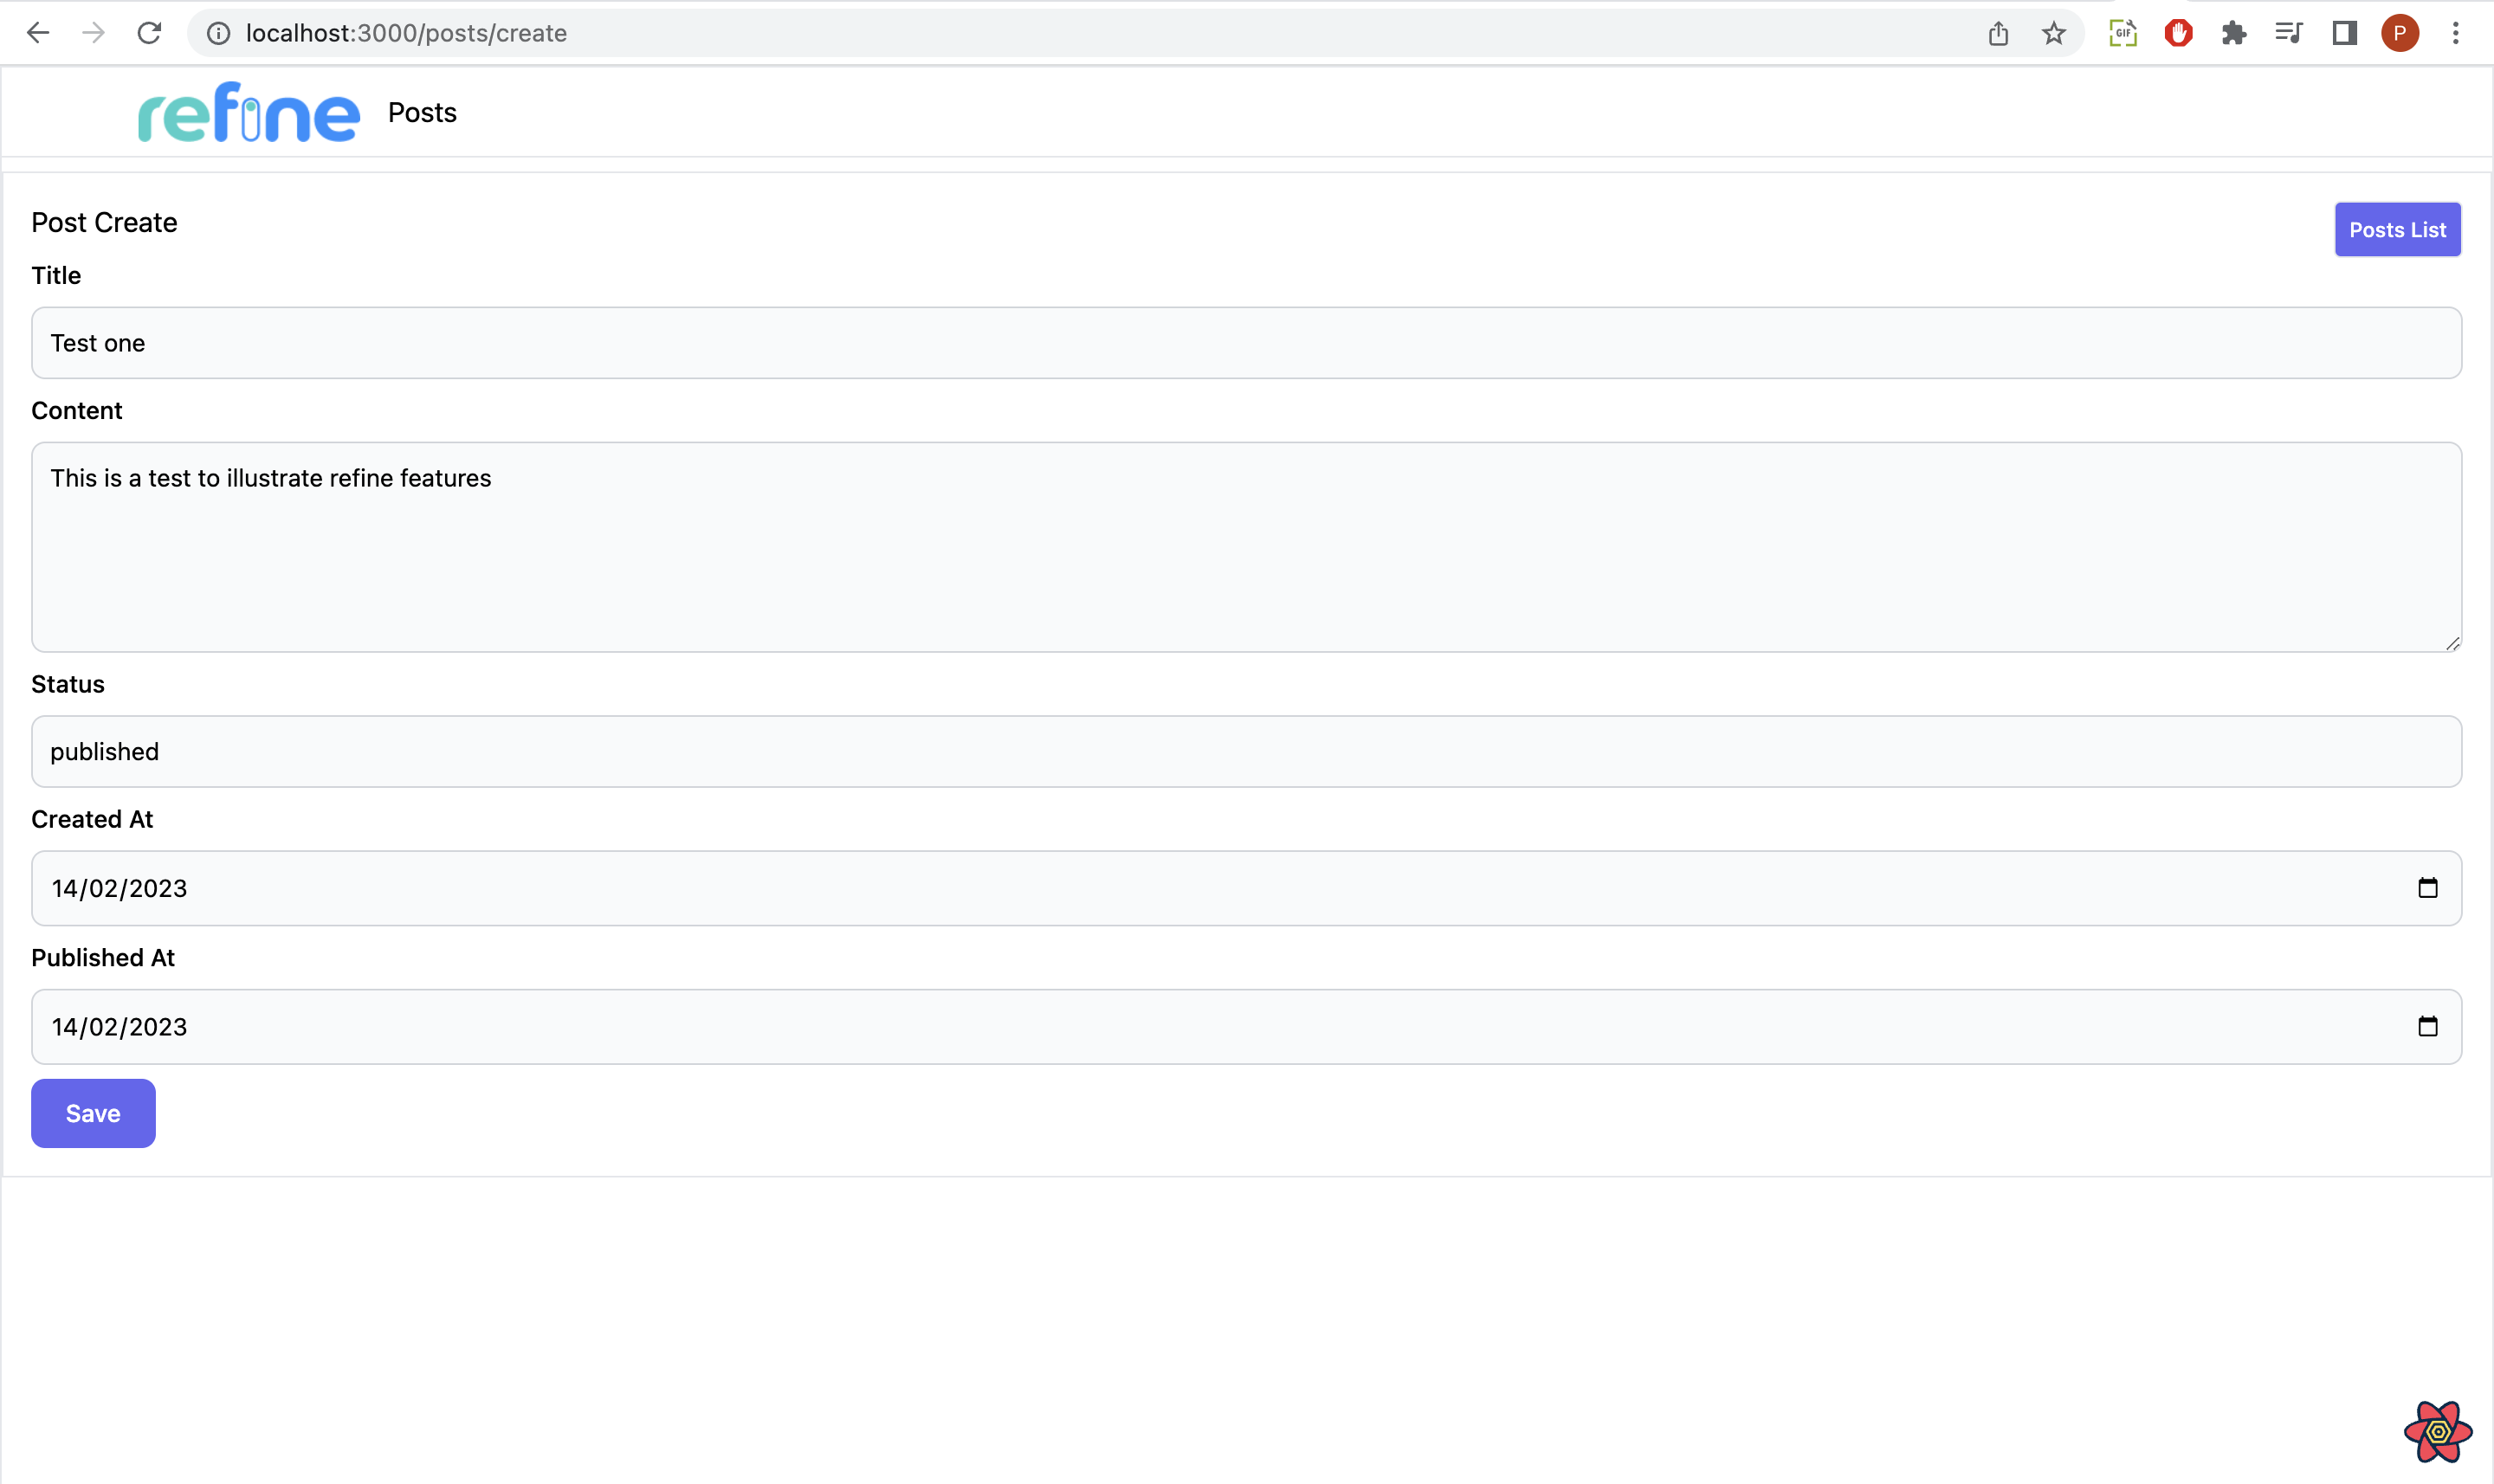 localhost:3000/posts/create
GIF
P
refine
Posts
Post Create
Posts List
Title
Test one
Content
This is a test to illustrate refine features
Status
published
Created At
14/02/2023
Published At
14/02/2023
Save